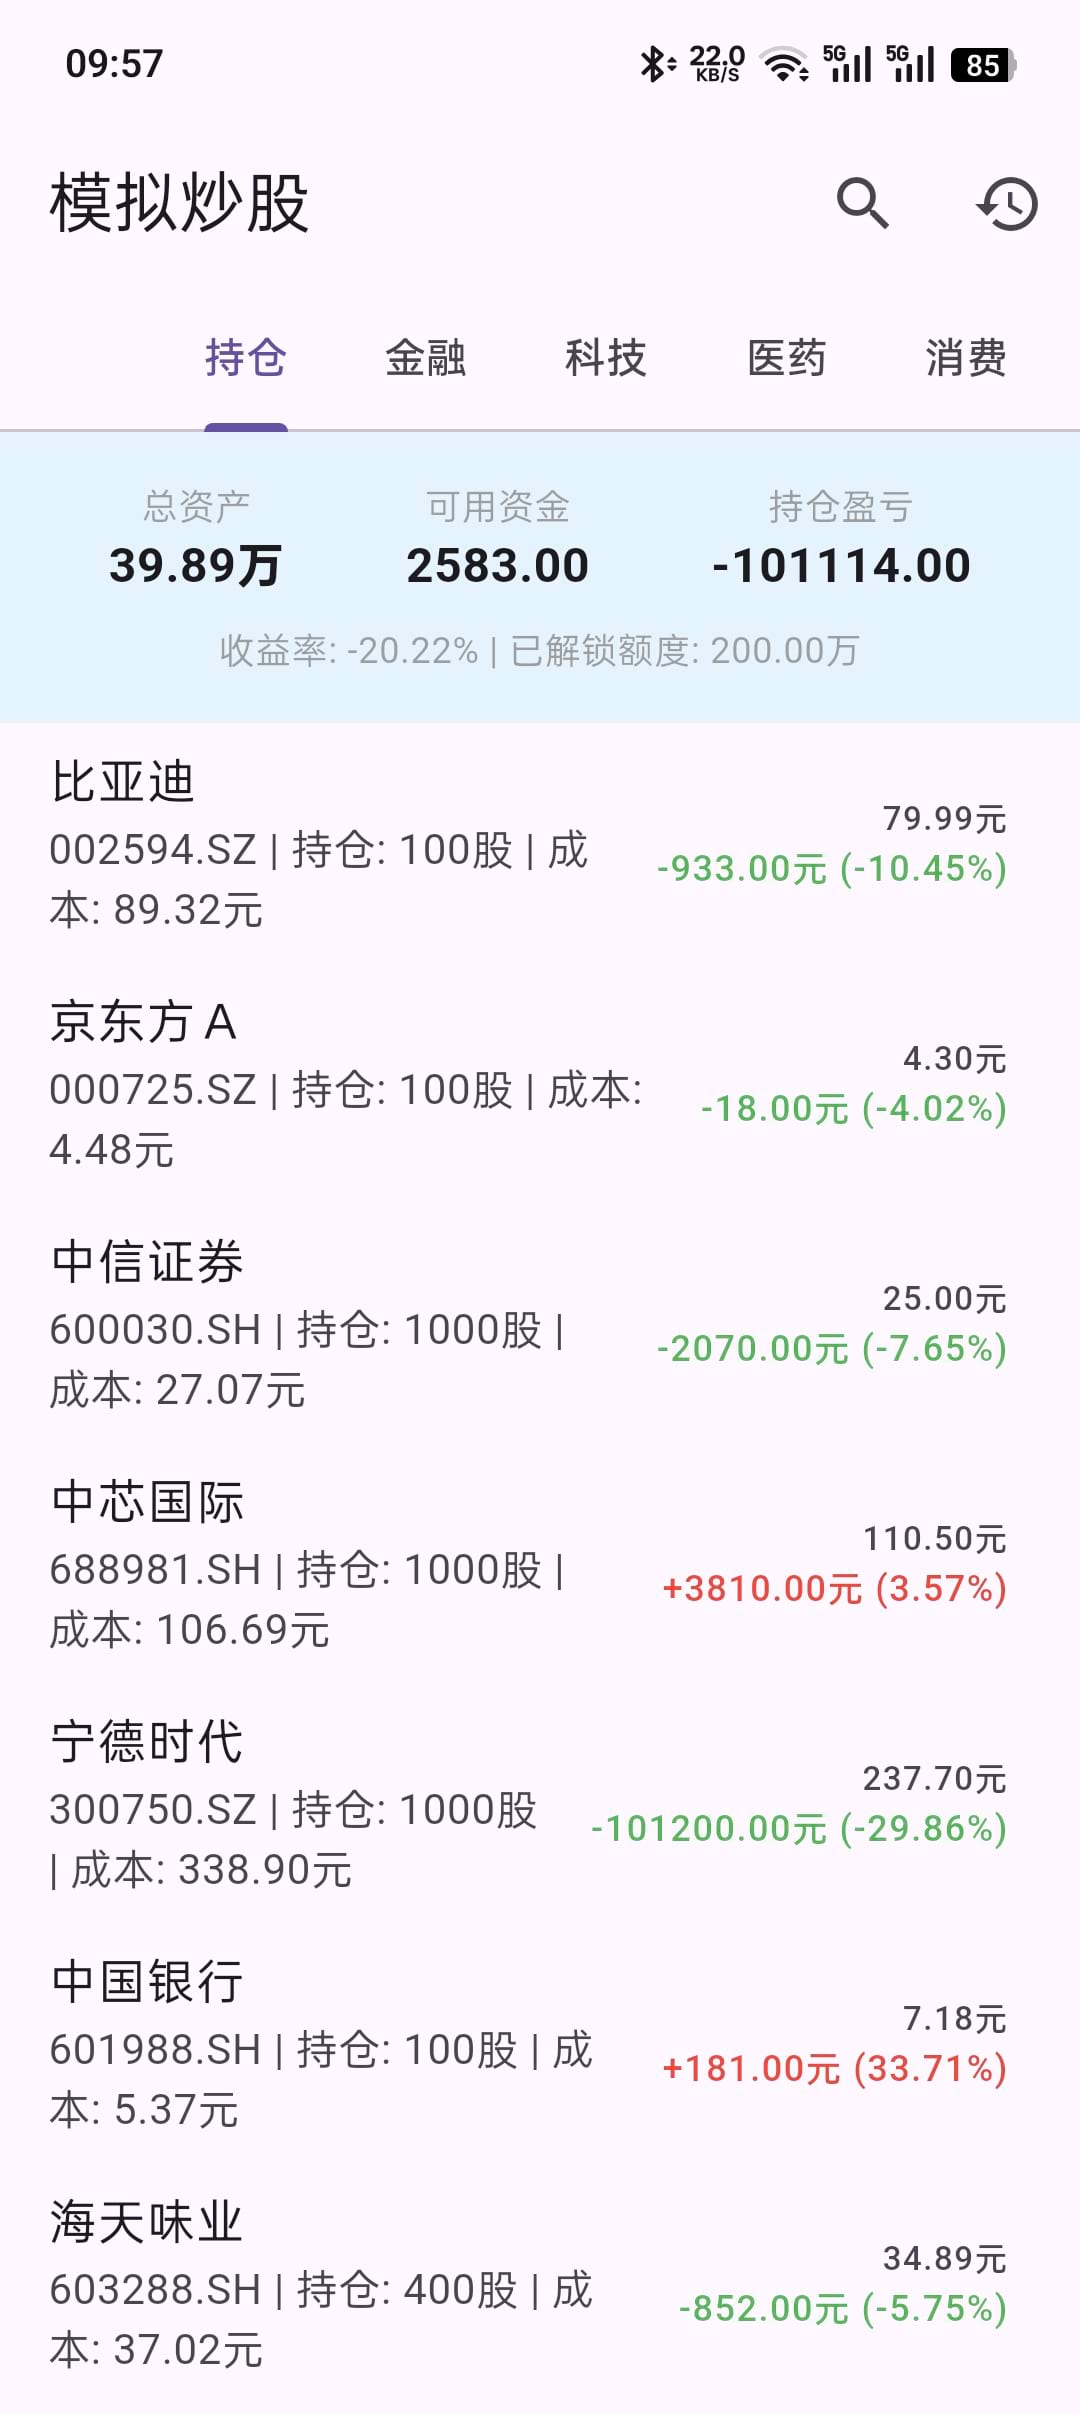 09:57
22.0
KB/S
5G
5G
85
模拟炒股
持仓 金融 科技 医药 消费
总资产 可用资金 持仓盈亏
39.89万 2583.00 -101114.00
收益率: -20.22% | 已解锁额度: 200.00万
比亚迪
002594.SZ | 持仓: 100股 | 成
本: 89.32元
79.99元
-933.00元 (-10.45%)
京东方Ａ
000725.SZ | 持仓: 100股 | 成本:
4.48元
4.30元
-18.00元 (-4.02%)
中信证券
600030.SH | 持仓: 1000股 |
成本: 27.07元
25.00元
-2070.00元 (-7.65%)
中芯国际
688981.SH | 持仓: 1000股 |
成本: 106.69元
110.50元
+3810.00元 (3.57%)
宁德时代
300750.SZ | 持仓: 1000股
| 成本: 338.90元
237.70元
-101200.00元 (-29.86%)
中国银行
601988.SH | 持仓: 100股 | 成
本: 5.37元
7.18元
+181.00元 (33.71%)
海天味业
603288.SH | 持仓: 400股 | 成
本: 37.02元
34.89元
-852.00元 (-5.75%)